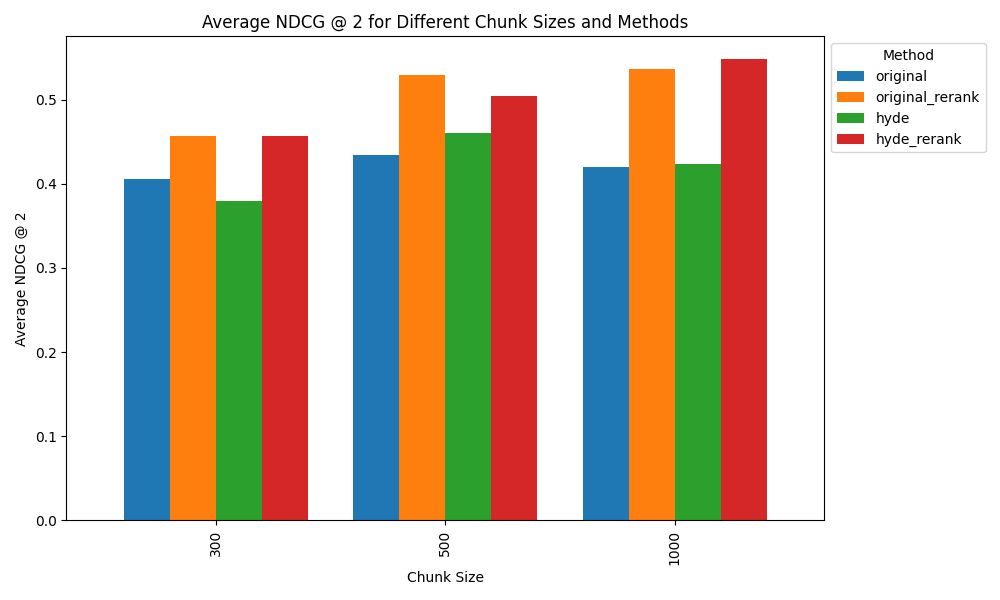 Average NDCG @ 2 for Different Chunk Sizes and Methods
Average NDCG @ 2
0.5
0.4
0.3
0.2
0.1
0.0
300
500
1000
Chunk Size
Method
original
original_rerank
hyde
hyde_rerank